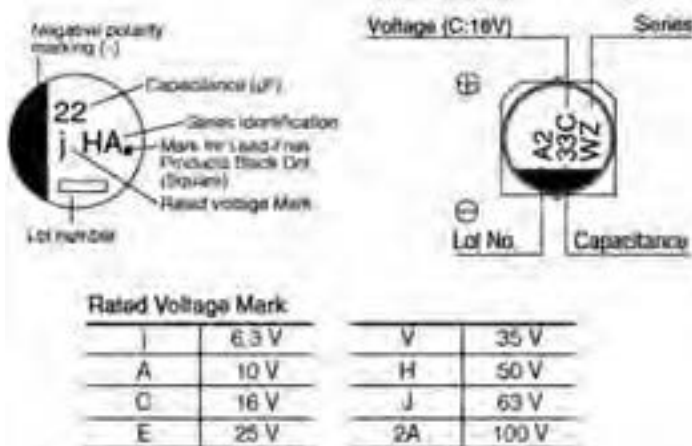 Negative polarity
marking (-)
Capacitance (µF)
22
Series identification
j HA.
Mark for Lead-Free
Products Black Dot
(Square)
Rated voltage Mark
Lot number
Voltage (C:16V)
Series
⊕
A2
33C
WZ
⊖
Lot No.
Capacitance
Rated Voltage Mark
j 6.3 V V 35 V
A 10 V H 50 V
C 16 V J 63 V
E 25 V 2A 100 V